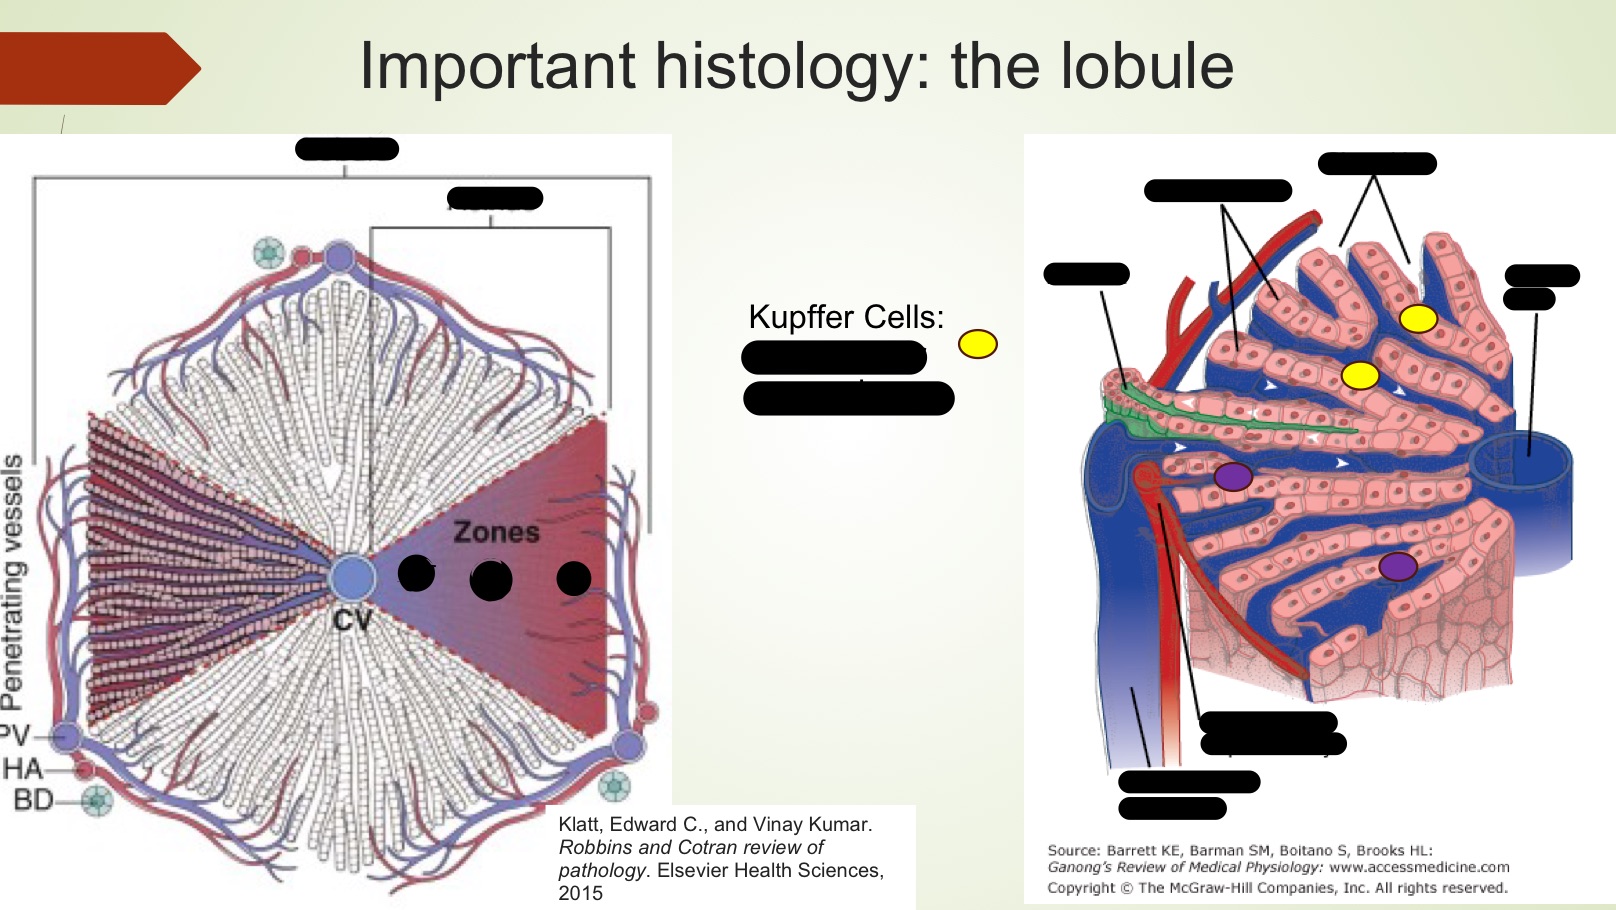 Important histology: the lobule
Zones
CV
Penetrating vessels
PV
HA
BD
Kupffer Cells:
Klatt, Edward C., and Vinay Kumar.
Robbins and Cotran review of
pathology. Elsevier Health Sciences,
2015
Source: Barrett KE, Barman SM, Boitano S, Brooks HL:
Ganong's Review of Medical Physiology: www.accessmedicine.com
Copyright © The McGraw-Hill Companies, Inc. All rights reserved.